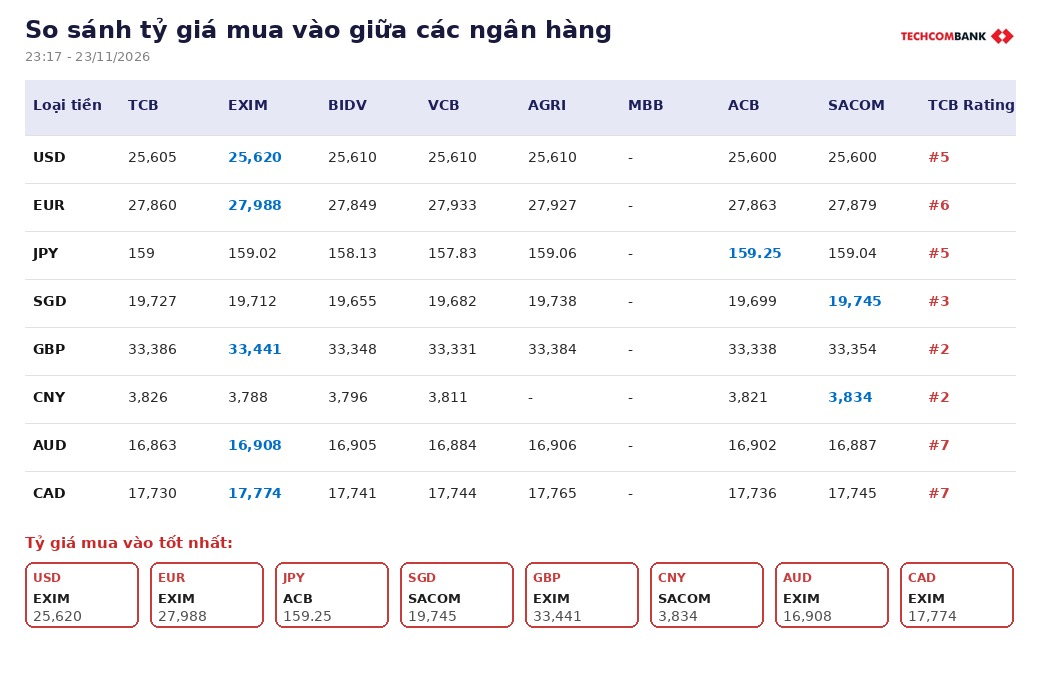 So sánh tỷ giá mua vào giữa các ngân hàng
TECHCOMBANK
23:17 - 23/11/2026
Loại tiền TCB EXIM BIDV VCB AGRI MBB ACB SACOM TCB Rating
USD 25,605 25,620 25,610 25,610 25,610 - 25,600 25,600 #5
EUR 27,860 27,988 27,849 27,933 27,927 - 27,863 27,879 #6
JPY 159 159.02 158.13 157.83 159.06 - 159.25 159.04 #5
SGD 19,727 19,712 19,655 19,682 19,738 - 19,699 19,745 #3
GBP 33,386 33,441 33,348 33,331 33,384 - 33,338 33,354 #2
CNY 3,826 3,788 3,796 3,811 - - 3,821 3,834 #2
AUD 16,863 16,908 16,905 16,884 16,906 - 16,902 16,887 #7
CAD 17,730 17,774 17,741 17,744 17,765 - 17,736 17,745 #7
Tỷ giá mua vào tốt nhất:
USD EUR JPY SGD GBP CNY AUD CAD
EXIM EXIM ACB SACOM EXIM SACOM EXIM EXIM
25,620 27,988 159.25 19,745 33,441 3,834 16,908 17,774